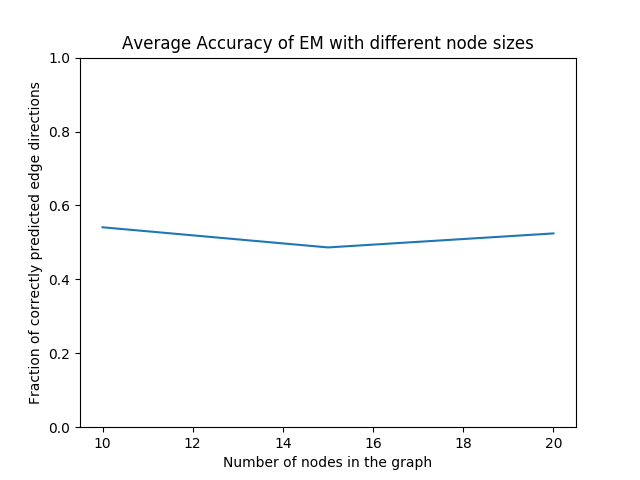 Average Accuracy of EM with different node sizes
Fraction of correctly predicted edge directions
1.0
0.8
0.6
0.4
0.2
0.0
10 12 14 16 18 20
Number of nodes in the graph